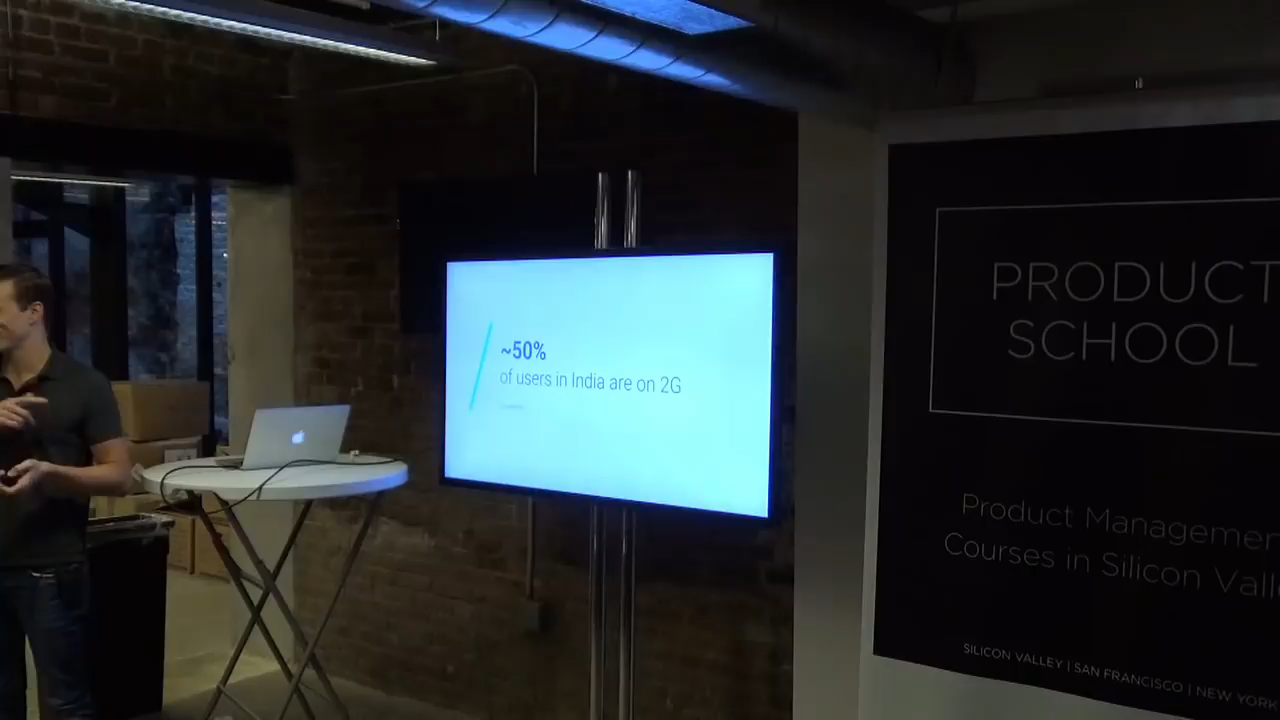 ~50%
of users in India are on 2G
PRODUCT
SCHOOL
Product Managemen
Courses in Silicon Vall
SILICON VALLEY | SAN FRANCISCO | NEW YORK